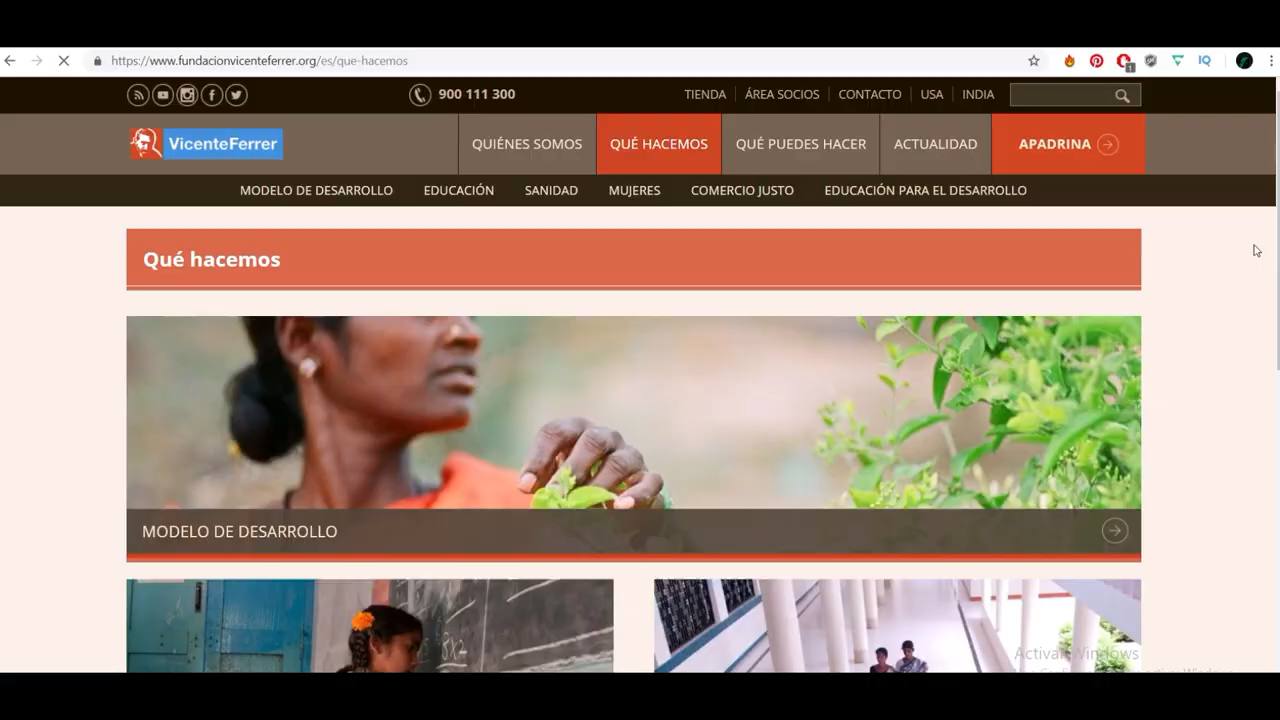 https://www.fundacionvicenteferrer.org/es/que-hacemos
1
900 111 300
TIENDA
ÁREA SOCIOS
CONTACTO
USA
INDIA
VicenteFerrer
QUIÉNES SOMOS
QUÉ HACEMOS
QUÉ PUEDES HACER
ACTUALIDAD
APADRINA
MODELO DE DESARROLLO
EDUCACIÓN
SANIDAD
MUJERES
COMERCIO JUSTO
EDUCACIÓN PARA EL DESARROLLO
Qué hacemos
MODELO DE DESARROLLO
Activar Windows